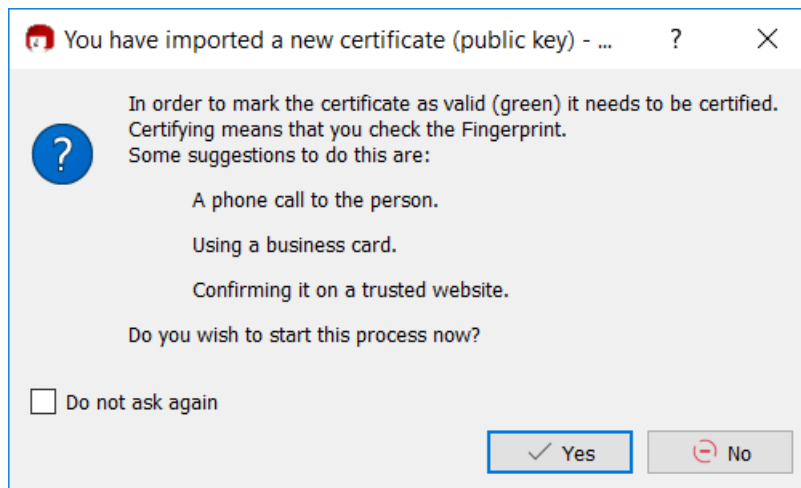 You have imported a new certificate (public key) - ...
?
In order to mark the certificate as valid (green) it needs to be certified.
Certifying means that you check the Fingerprint.
Some suggestions to do this are:
?
A phone call to the person.
Using a business card.
Confirming it on a trusted website.
Do you wish to start this process now?
Do not ask again
Yes
No